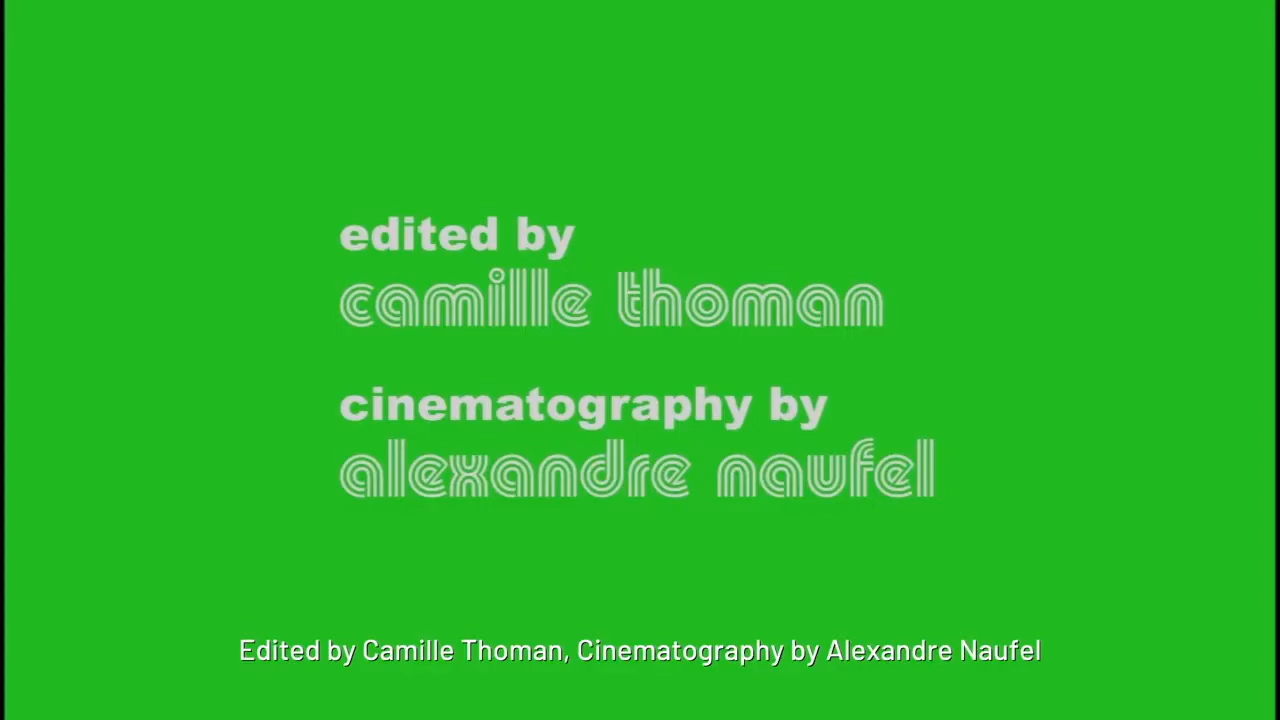 edited by
camille thoman
cinematography by
alexandre naufel
Edited by Camille Thoman, Cinematography by Alexandre Naufel